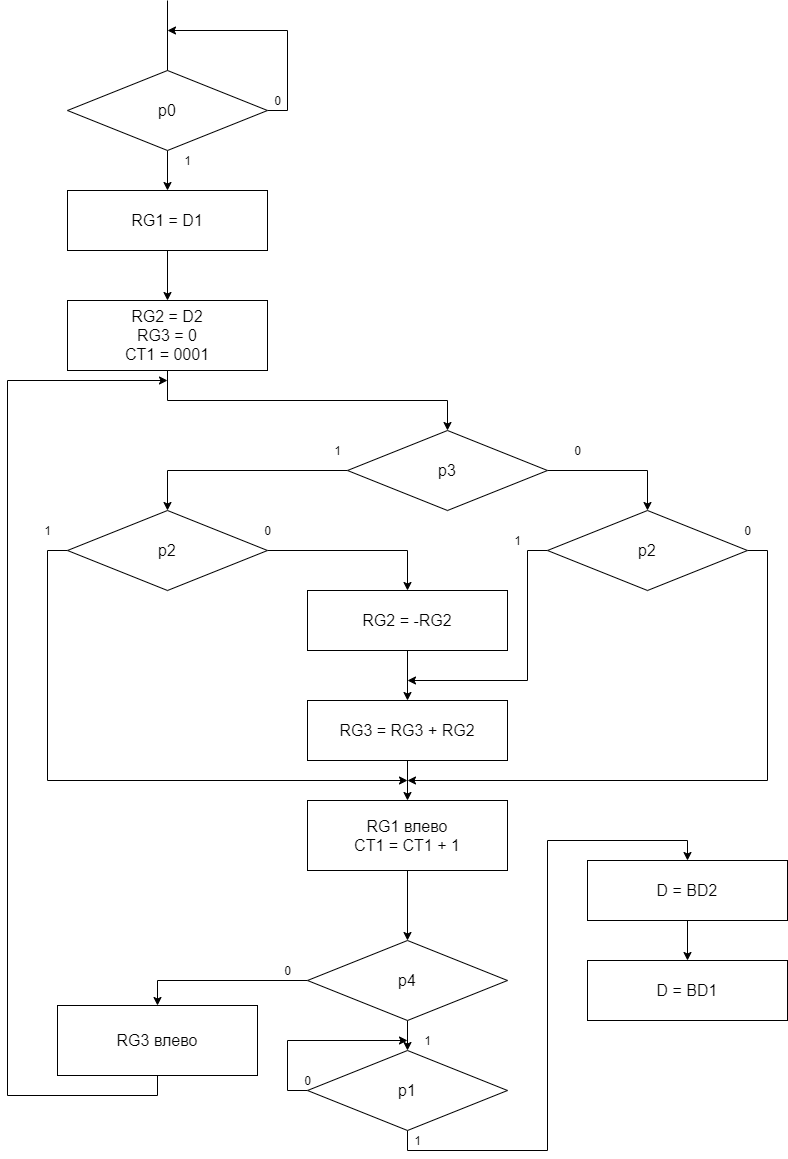 p0
0
1
RG1 = D1
RG2 = D2
RG3 = 0
CT1 = 0001
p3
1
0
p2
1
0
p2
1
0
RG2 = -RG2
RG3 = RG3 + RG2
RG1 влево
CT1 = CT1 + 1
D = BD2
D = BD1
p4
0
1
RG3 влево
p1
0
1